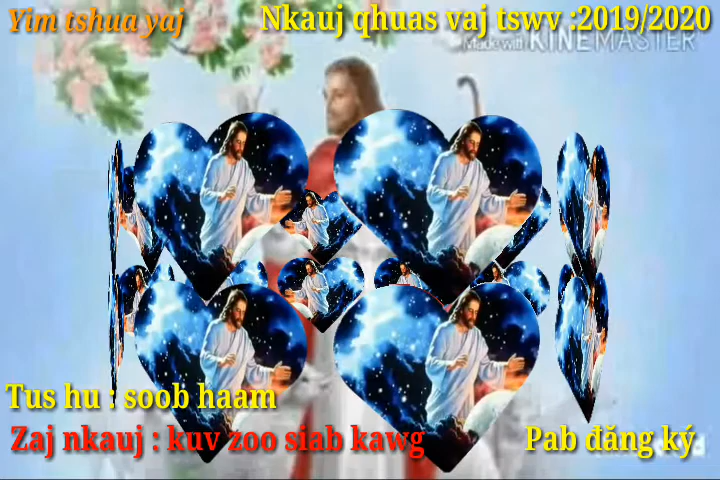 Yim tshua yaj
Nkauj qhuas vaj tswv :2019/2020
Made with KINEMASTER
Tus hu : soob haam
Zaj nkauj : kuv zoo siab kawg
Pab đăng ký